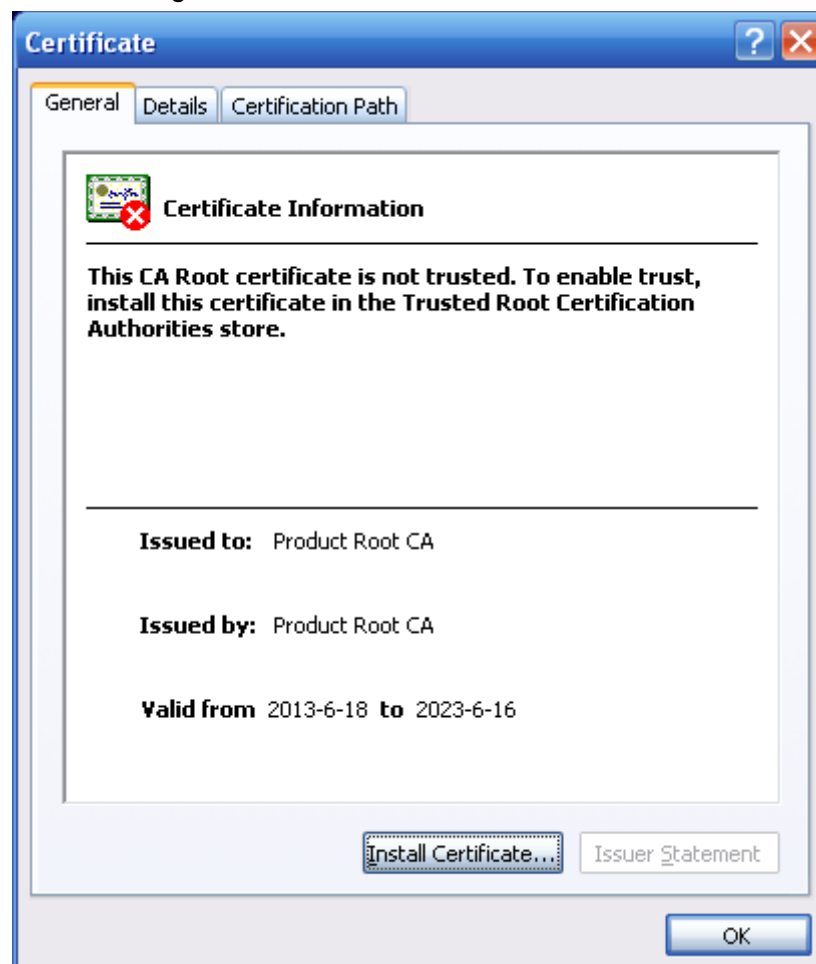 Certificate
General Details Certification Path
Certificate Information
This CA Root certificate is not trusted. To enable trust,
install this certificate in the Trusted Root Certification
Authorities store.
Issued to: Product Root CA
Issued by: Product Root CA
Valid from 2013-6-18 to 2023-6-16
Install Certificate... Issuer Statement
OK